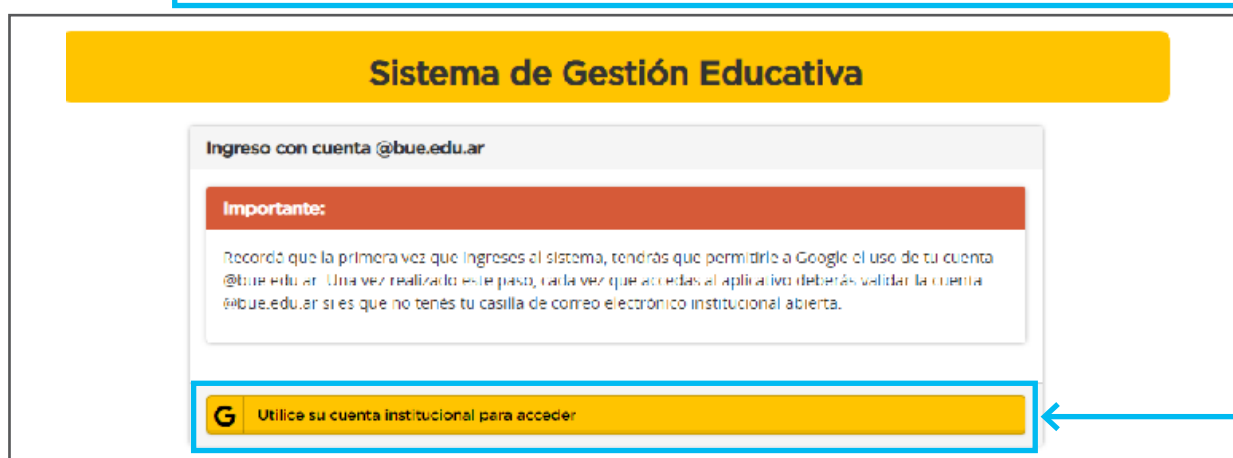 Sistema de Gestión Educativa
Ingreso con cuenta @bue.edu.ar
Importante:
Recordá que la primera vez que ingreses al sistema, tendrás que permitirle a Google el uso de tu cuenta
@bue.edu.ar. Una vez realizado este paso, cada vez que accedas al aplicativo deberás validar la cuenta
@bue.edu.ar si es que no tenés tu casilla de correo electrónico institucional abierta.
G Utilice su cuenta institucional para acceder